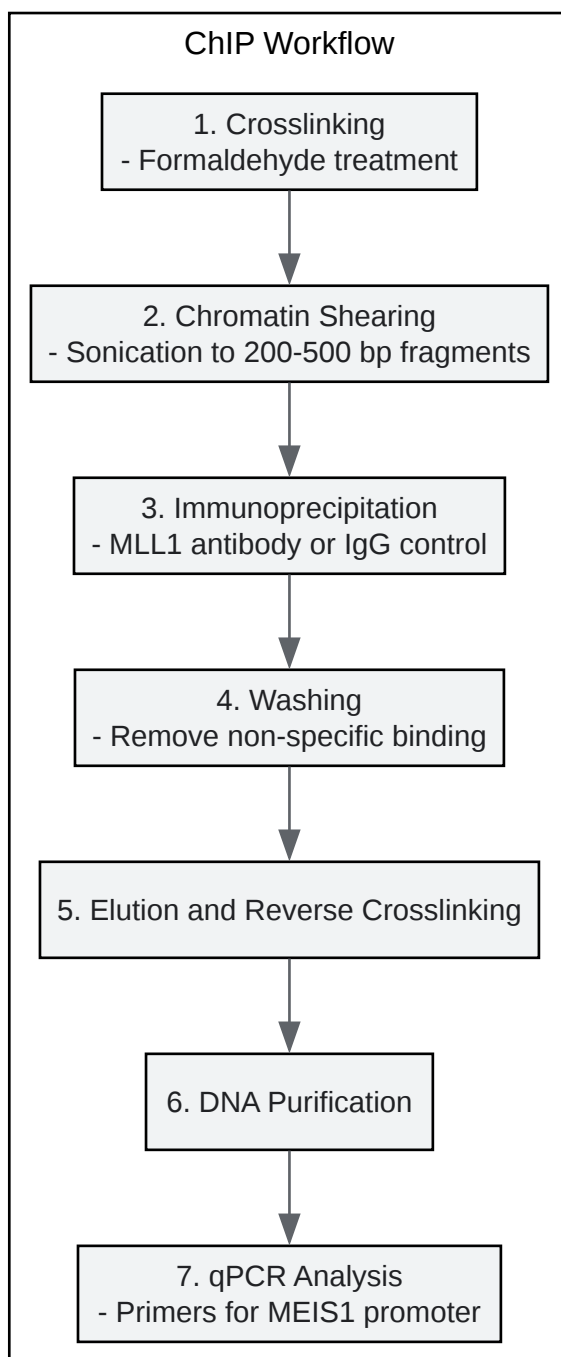 ChIP Workflow
1. Crosslinking
- Formaldehyde treatment
2. Chromatin Shearing
- Sonication to 200-500 bp fragments
3. Immunoprecipitation
- MLL1 antibody or IgG control
4. Washing
- Remove non-specific binding
5. Elution and Reverse Crosslinking
6. DNA Purification
7. qPCR Analysis
- Primers for MEIS1 promoter